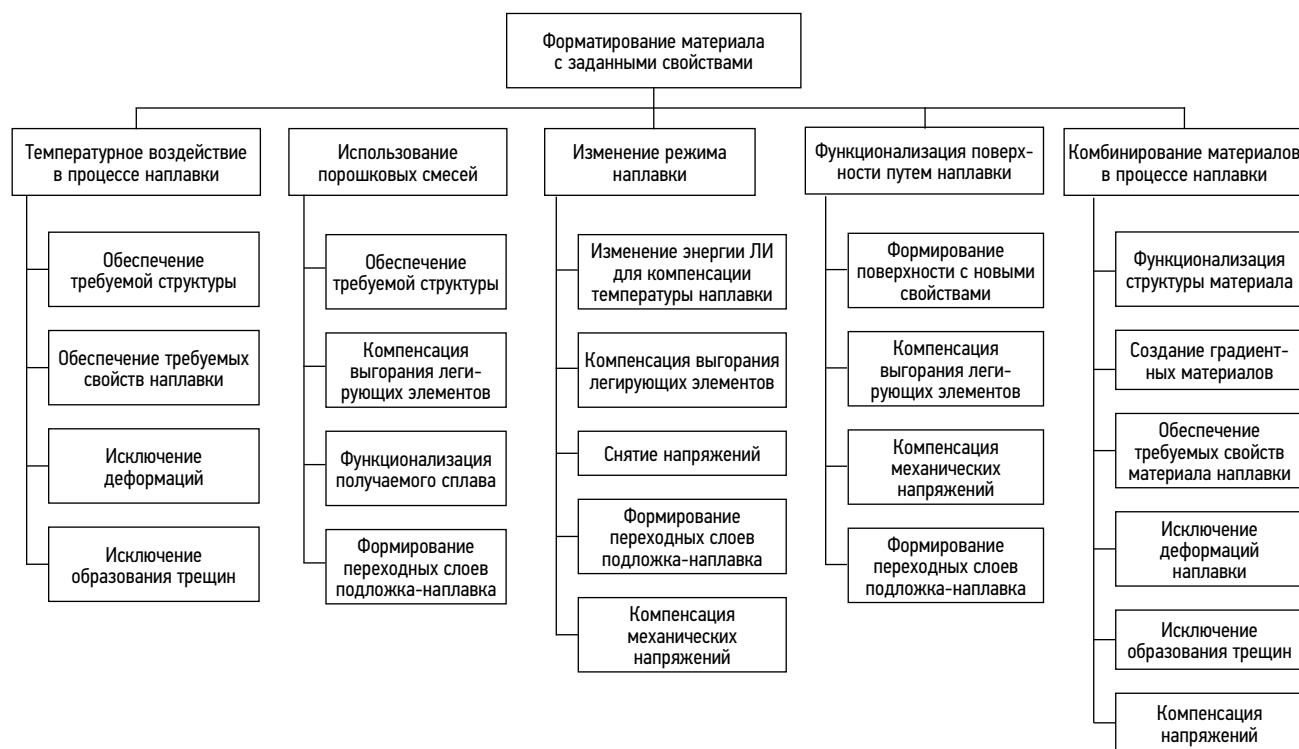 Форматирование материала
с заданными свойствами
Температурное воздействие
в процессе наплавки
Обеспечение
требуемой структуры
Обеспечение требуемых
свойств наплавки
Исключение
деформаций
Исключение
образования трещин
Использование
порошковых смесей
Обеспечение
требуемой структуры
Компенсация
выгорания леги-
рующих элементов
Функционализация
получаемого сплава
Формирование
переходных слоев
подложка-наплавка
Изменение режима
наплавки
Изменение энергии ЛИ
для компенсации
температуры наплавки
Компенсация выгорания
легирующих элементов
Снятие напряжений
Формирование
переходных слоев
подложка-наплавка
Компенсация
механических
напряжений
Функционализация поверх-
ности путем наплавки
Формирование
поверхности с новыми
свойствами
Компенсация
выгорания леги-
рующих элементов
Компенсация
механических
напряжений
Формирование
переходных слоев
подложка-наплавка
Комбинирование материалов
в процессе наплавки
Функционализация
структуры материала
Создание градиент-
ных материалов
Обеспечение
требуемых свойств
материала наплавки
Исключение
деформаций
наплавки
Исключение
образования трещин
Компенсация
напряжений